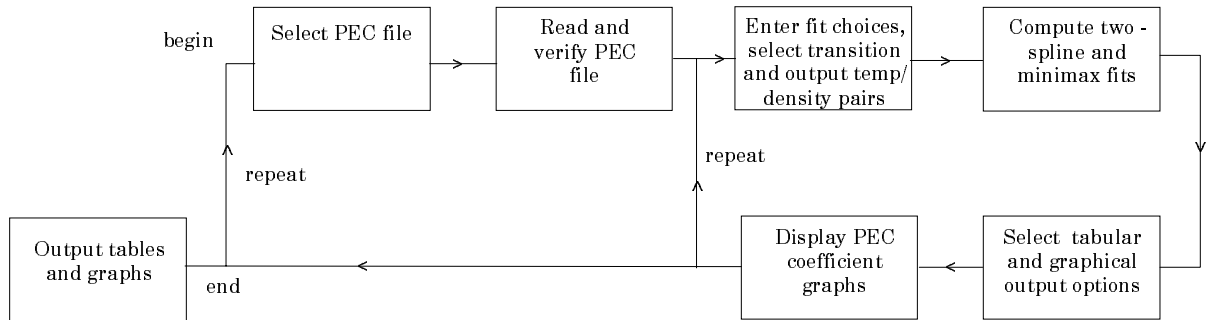 begin
Select PEC file
Read and
verify PEC
file
Enter fit choices,
select transition
and output temp/
density pairs
Compute two -
spline and
minimax fits
repeat
repeat
Output tables
and graphs
end
Display PEC
coefficient
graphs
Select tabular
and graphical
output options